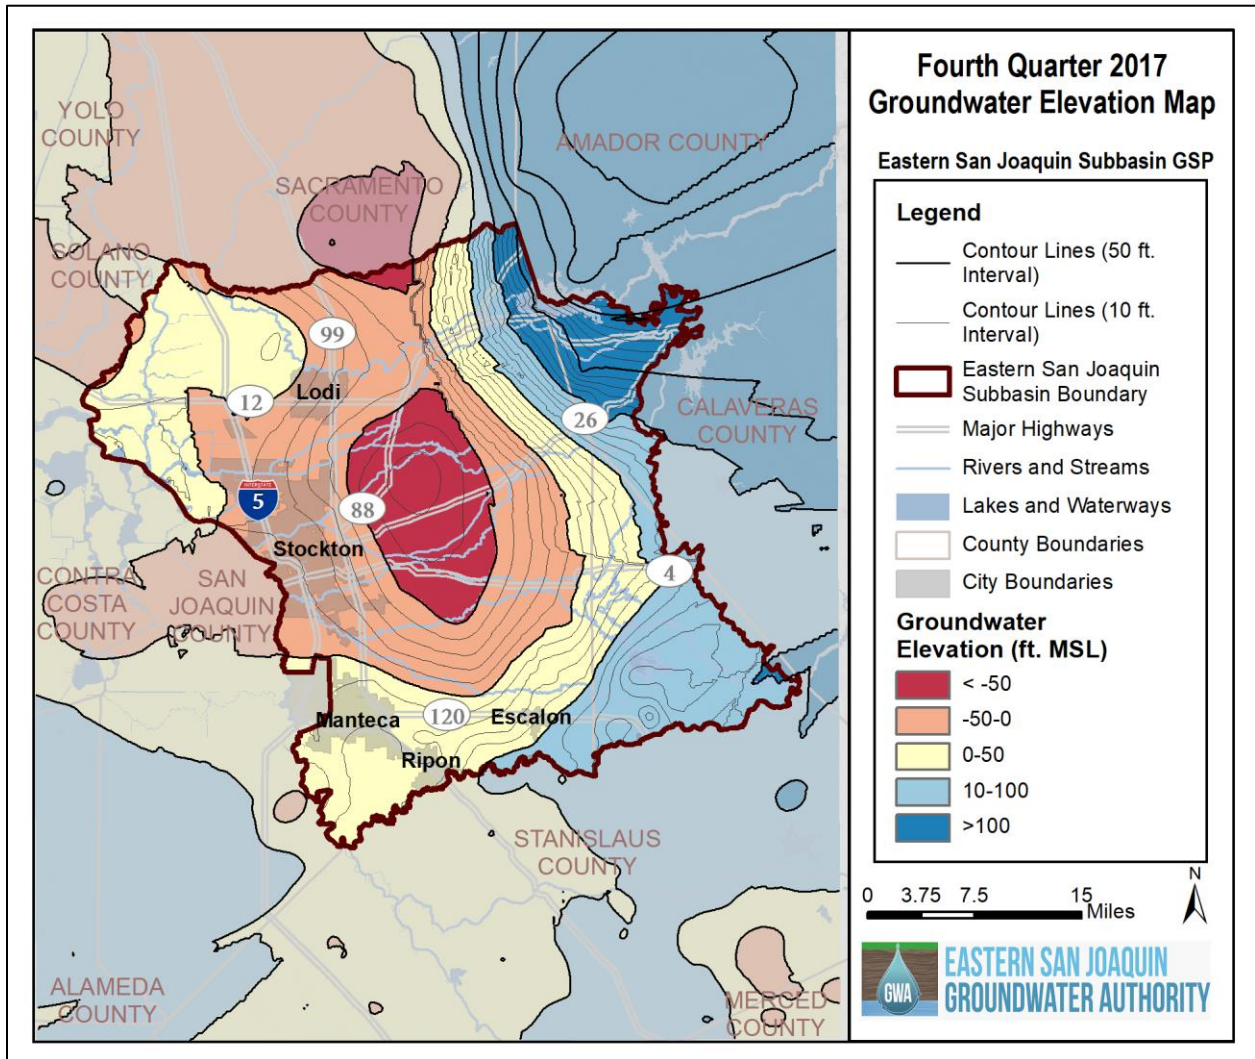 YOLO
COUNTY
SACRAMENTO
COUNTY
AMADOR COUNTY
SOLANO
COUNTY
99
Lodi
12
26
CALAVERAS
COUNTY
INTERSTATE
5
88
Stockton
4
CONTRA
COSTA
COUNTY
SAN
JOAQUIN
COUNTY
Manteca
120
Escalon
Ripon
STANISLAUS
COUNTY
ALAMEDA
COUNTY
MERCED
COUNTY
Fourth Quarter 2017
Groundwater Elevation Map
Eastern San Joaquin Subbasin GSP
Legend
Contour Lines (50 ft.
Interval)
Contour Lines (10 ft.
Interval)
Eastern San Joaquin
Subbasin Boundary
Major Highways
Rivers and Streams
Lakes and Waterways
County Boundaries
City Boundaries
Groundwater
Elevation (ft. MSL)
< -50
-50-0
0-50
10-100
>100
N
0 3.75 7.5 15
Miles
GWA
EASTERN SAN JOAQUIN
GROUNDWATER AUTHORITY